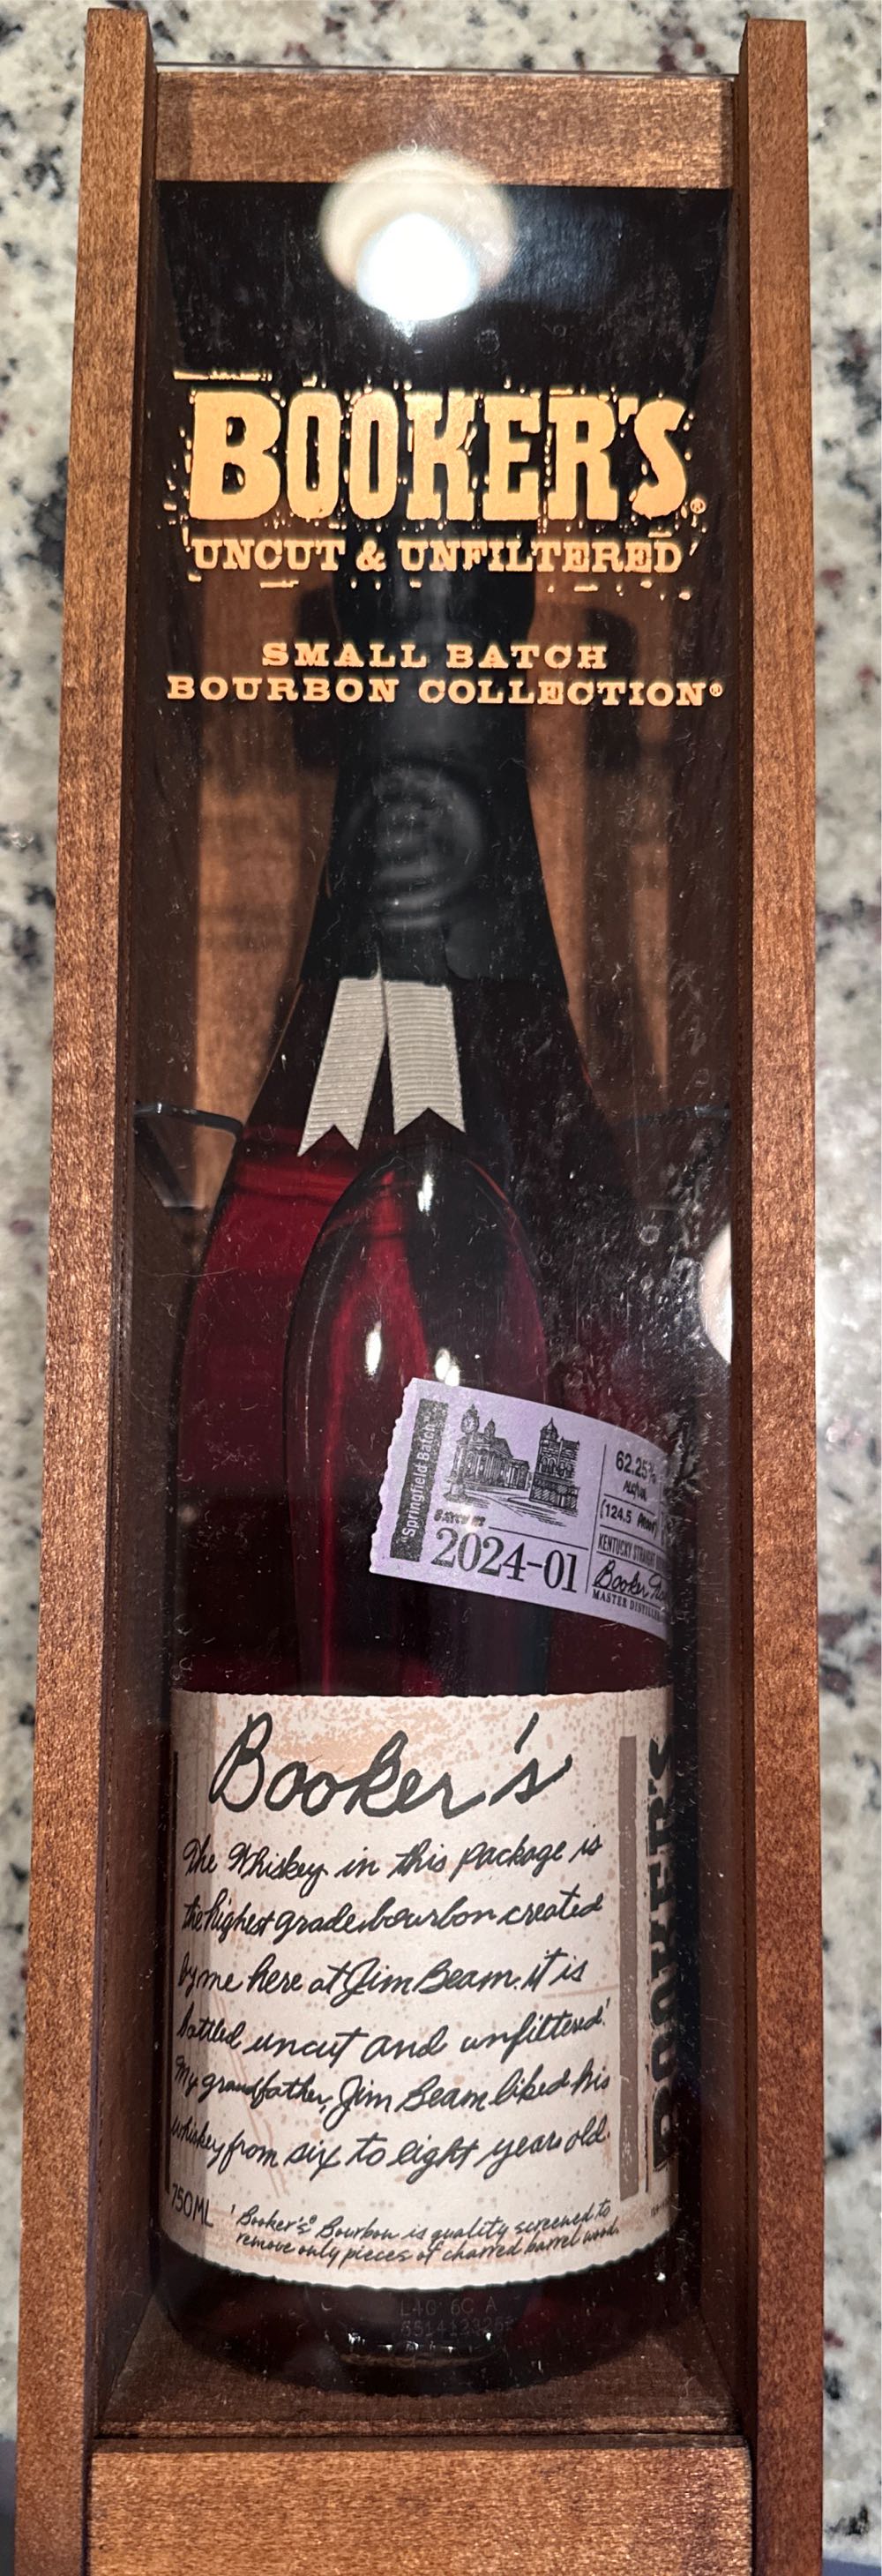 BOOKER'S®
UNCUT & UNFILTERED
SMALL BATCH
BOURBON COLLECTION®
"Springfield Batch"
BATCH Nº
2024-01
62.25%
ALC/VOL
(124.5 PROOF)
KENTUCKY STRAIGHT
Booker
MASTER
Booker's
The Whiskey in this package is
the highest grade bourbon created
by me here at Jim Beam. it is
bottled uncut and unfiltered.'
My grandfather, Jim Beam liked his
whiskey from six to eight years old.
750ML
' Booker's® Bourbon is quality screened to
remove only pieces of charred barrel wood.
BOOKER'S